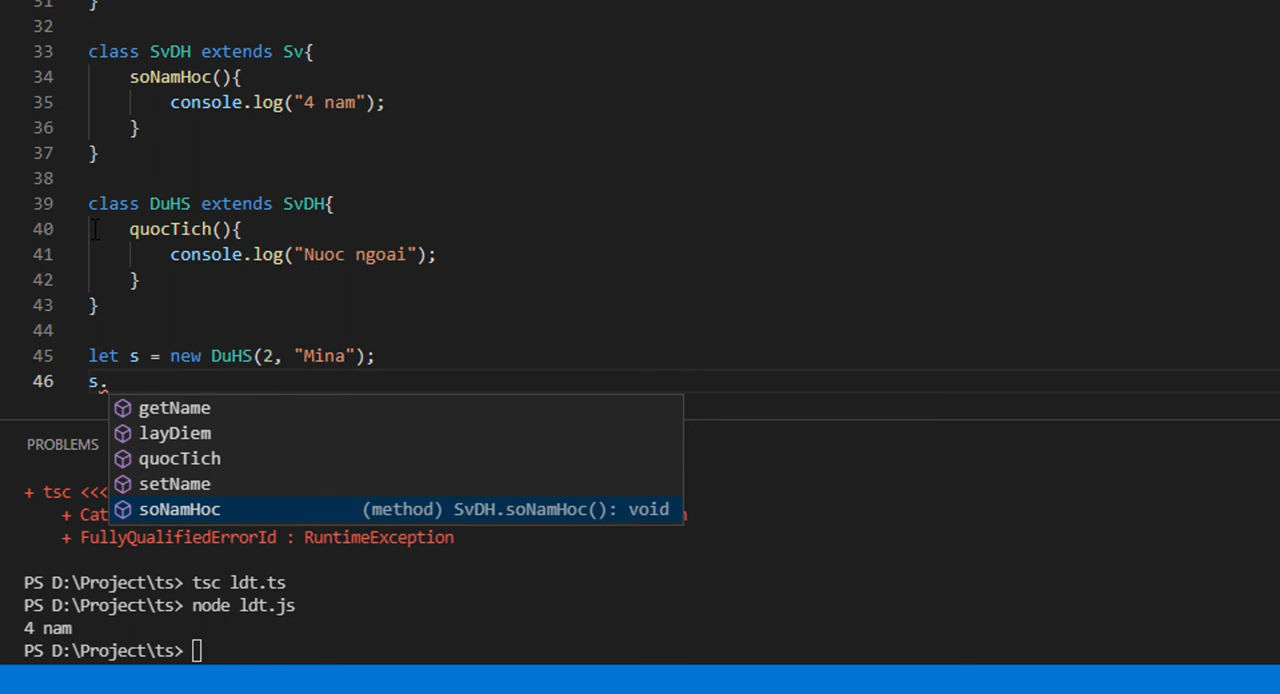 31 }
32
33 class SvDH extends Sv{
34 soNamHoc(){
35 console.log("4 nam");
36 }
37 }
38
39 class DuHS extends SvDH{
40 quocTich(){
41 console.log("Nuoc ngoai");
42 }
43 }
44
45 let s = new DuHS(2, "Mina");
46 s.
getName
layDiem
quocTich
setName
soNamHoc (method) SvDH.soNamHoc(): void
PROBLEMS
+ tsc <<<
+ Cat
+ FullyQualifiedErrorId : RuntimeException
PS D:\Project\ts> tsc ldt.ts
PS D:\Project\ts> node ldt.js
4 nam
PS D:\Project\ts>